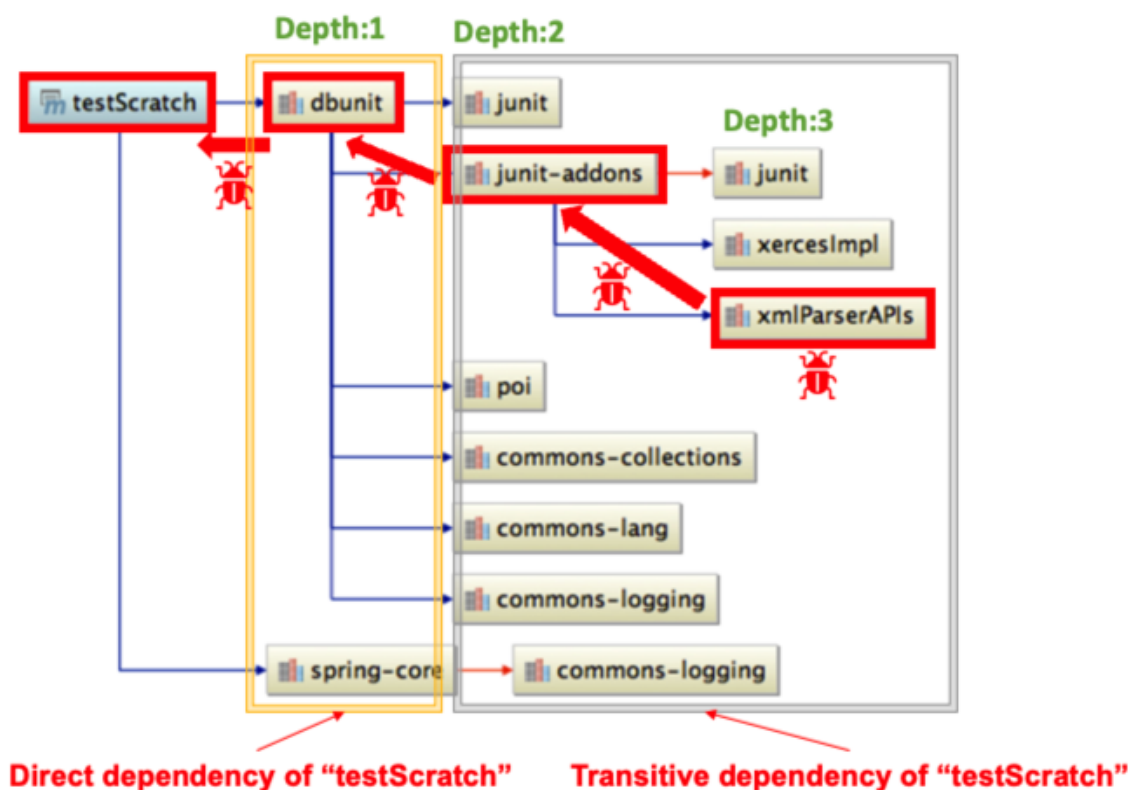 Depth:1
Depth:2
testScratch
dbunit
junit
Depth:3
junit-addons
junit
xercesImpl
xmlParserAPIs
poi
commons-collections
commons-lang
commons-logging
spring-core
commons-logging
Direct dependency of “testScratch”
Transitive dependency of “testScratch”